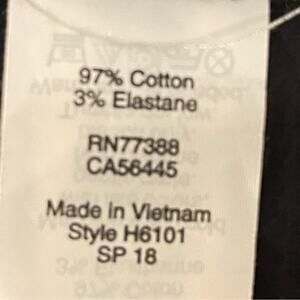 97% Cotton
3% Elastane
RN77388
CA56445
Made in Vietnam
Style H6101
SP 18